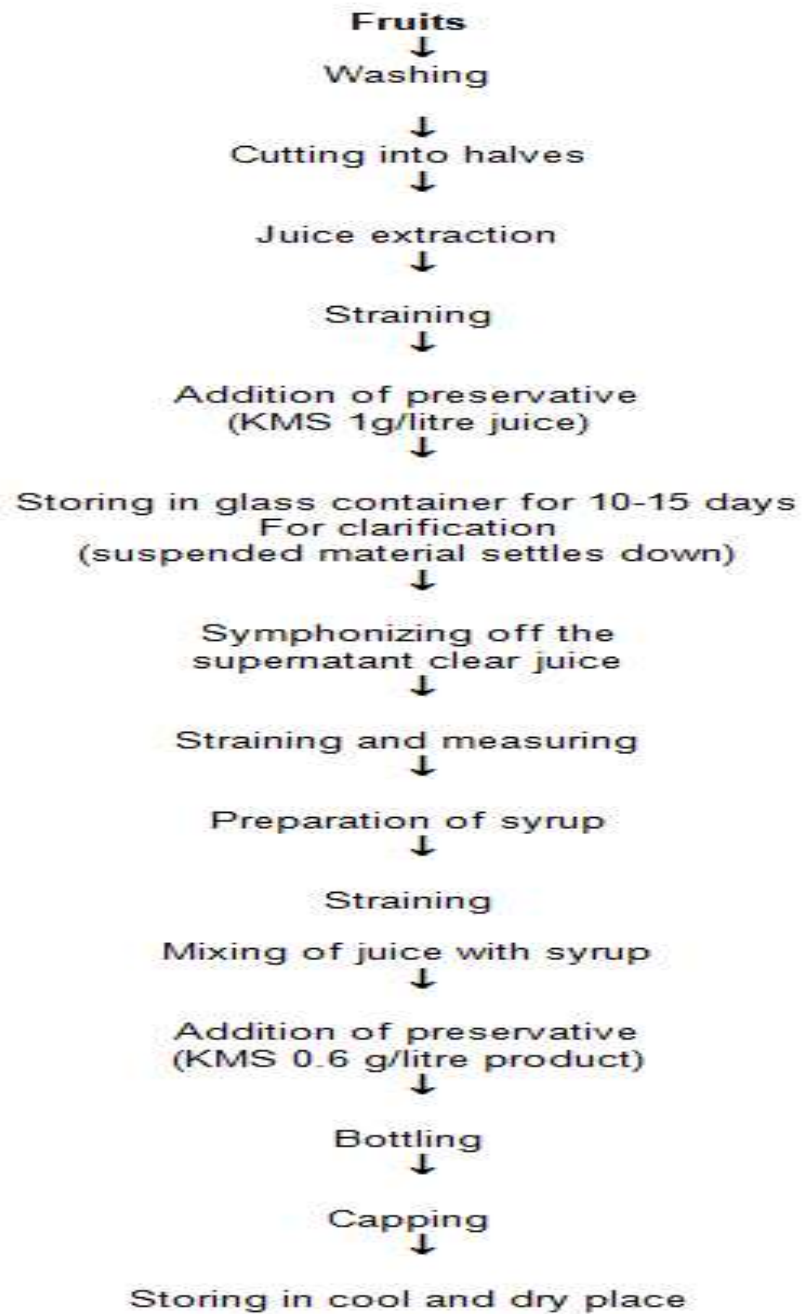 Fruits
↓
Washing
↓
Cutting into halves
↓
Juice extraction
↓
Straining
↓
Addition of preservative
(KMS 1g/litre juice)
↓
Storing in glass container for 10-15 days
For clarification
(suspended material settles down)
↓
Symphonizing off the
supernatant clear juice
↓
Straining and measuring
↓
Preparation of syrup
↓
Straining
Mixing of juice with syrup
↓
Addition of preservative
(KMS 0.6 g/litre product)
↓
Bottling
↓
Capping
↓
Storing in cool and dry place